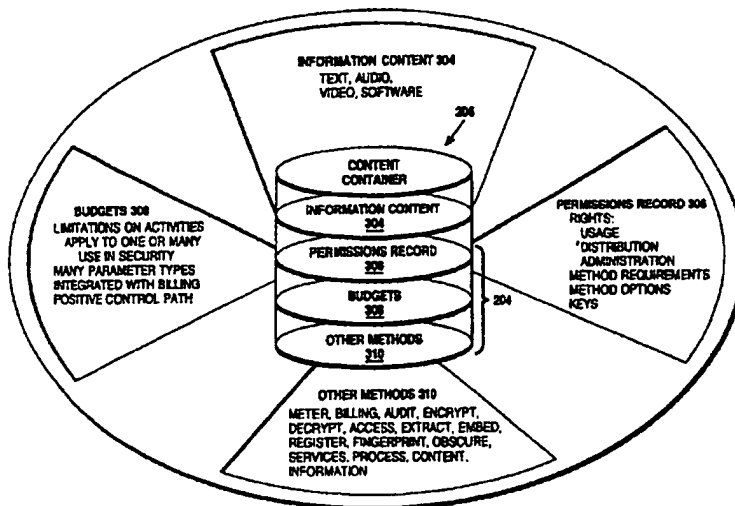 INFORMATION CONTENT 304
TEXT, AUDIO,
VIDEO, SOFTWARE
206
CONTENT
CONTAINER
INFORMATION CONTENT
304
PERMISSIONS RECORD
306
BUDGETS
308
OTHER METHODS
310
204
BUDGETS 308
LIMITATIONS ON ACTIVITIES
APPLY TO ONE OR MANY
USE IN SECURITY
MANY PARAMETER TYPES
INTEGRATED WITH BILLING
POSITIVE CONTROL PATH
PERMISSIONS RECORD 306
RIGHTS:
USAGE
DISTRIBUTION
ADMINISTRATION
METHOD REQUIREMENTS
METHOD OPTIONS
KEYS
OTHER METHODS 310
METER, BILLING, AUDIT, ENCRYPT,
DECRYPT, ACCESS, EXTRACT, EMBED,
REGISTER, FINGERPRINT, OBSCURE,
SERVICES, PROCESS, CONTENT,
INFORMATION